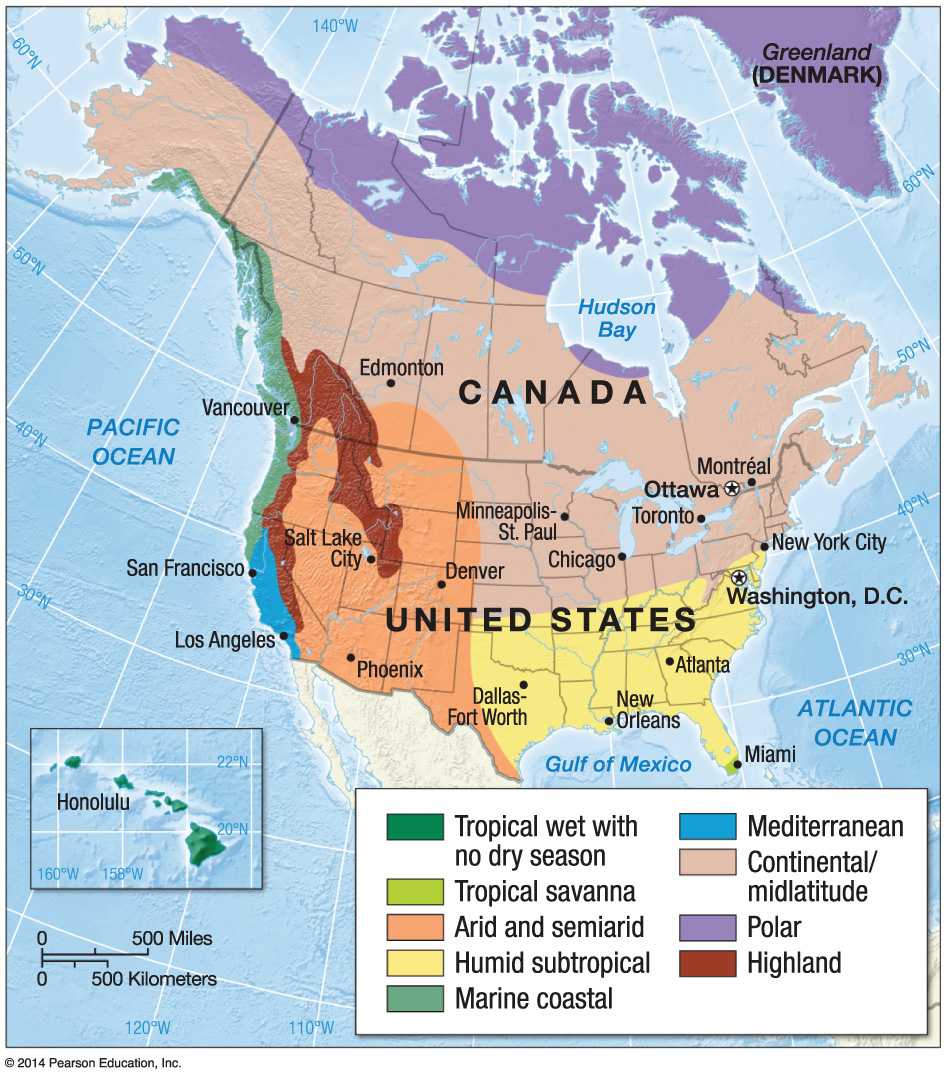 60°N
140°W
Greenland
(DENMARK)
60°N
50°N
Hudson
Bay
50°N
Edmonton
CANADA
Vancouver
PACIFIC
OCEAN
40°N
Montréal
Ottawa
Minneapolis-
St. Paul
Toronto
40°N
Salt Lake
City
Chicago
New York City
San Francisco
Denver
30°N
Washington, D.C.
UNITED STATES
Los Angeles
Phoenix
Atlanta
30°N
Dallas-
Fort Worth
New
Orleans
ATLANTIC
OCEAN
Miami
Gulf of Mexico
22°N
Honolulu
20°N
160°W
158°W
Tropical wet with
no dry season
Tropical savanna
Arid and semiarid
Humid subtropical
Marine coastal
Mediterranean
Continental/
midlatitude
Polar
Highland
0
500 Miles
0
500 Kilometers
120°W
110°W
© 2014 Pearson Education, Inc.